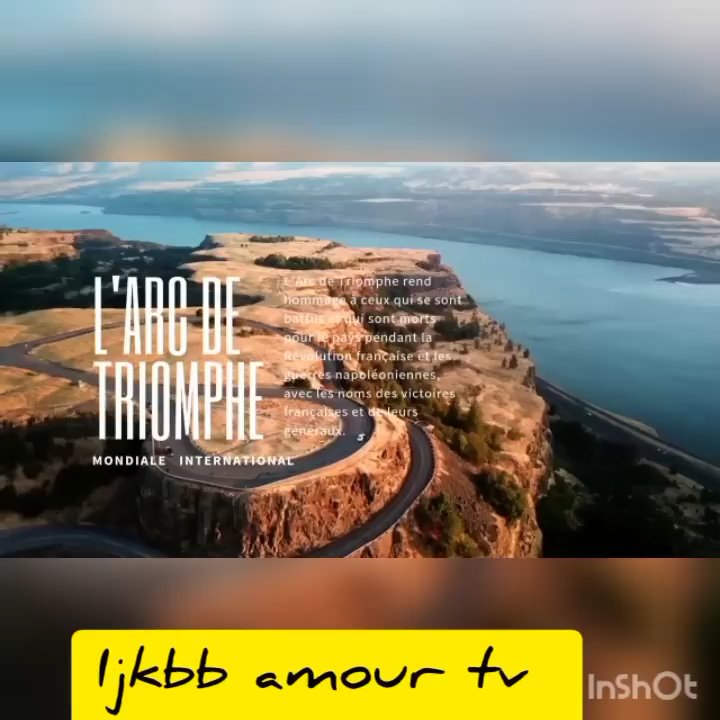 L'ARC DE
TRIOMPHE
MONDIALE INTERNATIONAL
L'Arc de Triomphe rend
hommage à ceux qui se sont
battus et qui sont morts
pour le pays pendant la
Révolution française et les
guerres napoléoniennes,
avec les noms des victoires
françaises et de leurs
généraux.
ljkbb amour tv
InShOt